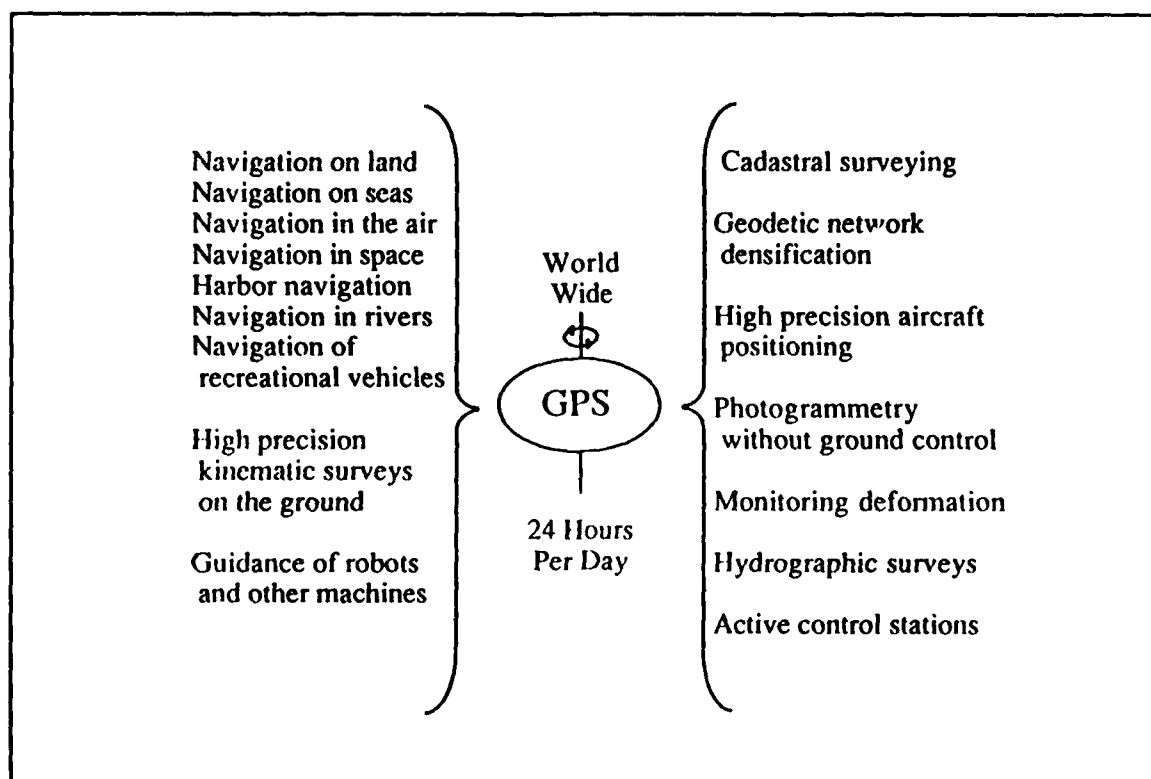 Navigation on land
Navigation on seas
Navigation in the air
Navigation in space
Harbor navigation
Navigation in rivers
Navigation of
recreational vehicles
High precision
kinematic surveys
on the ground
Guidance of robots
and other machines
World
Wide
GPS
24 Hours
Per Day
Cadastral surveying
Geodetic network
densification
High precision aircraft
positioning
Photogrammetry
without ground control
Monitoring deformation
Hydrographic surveys
Active control stations